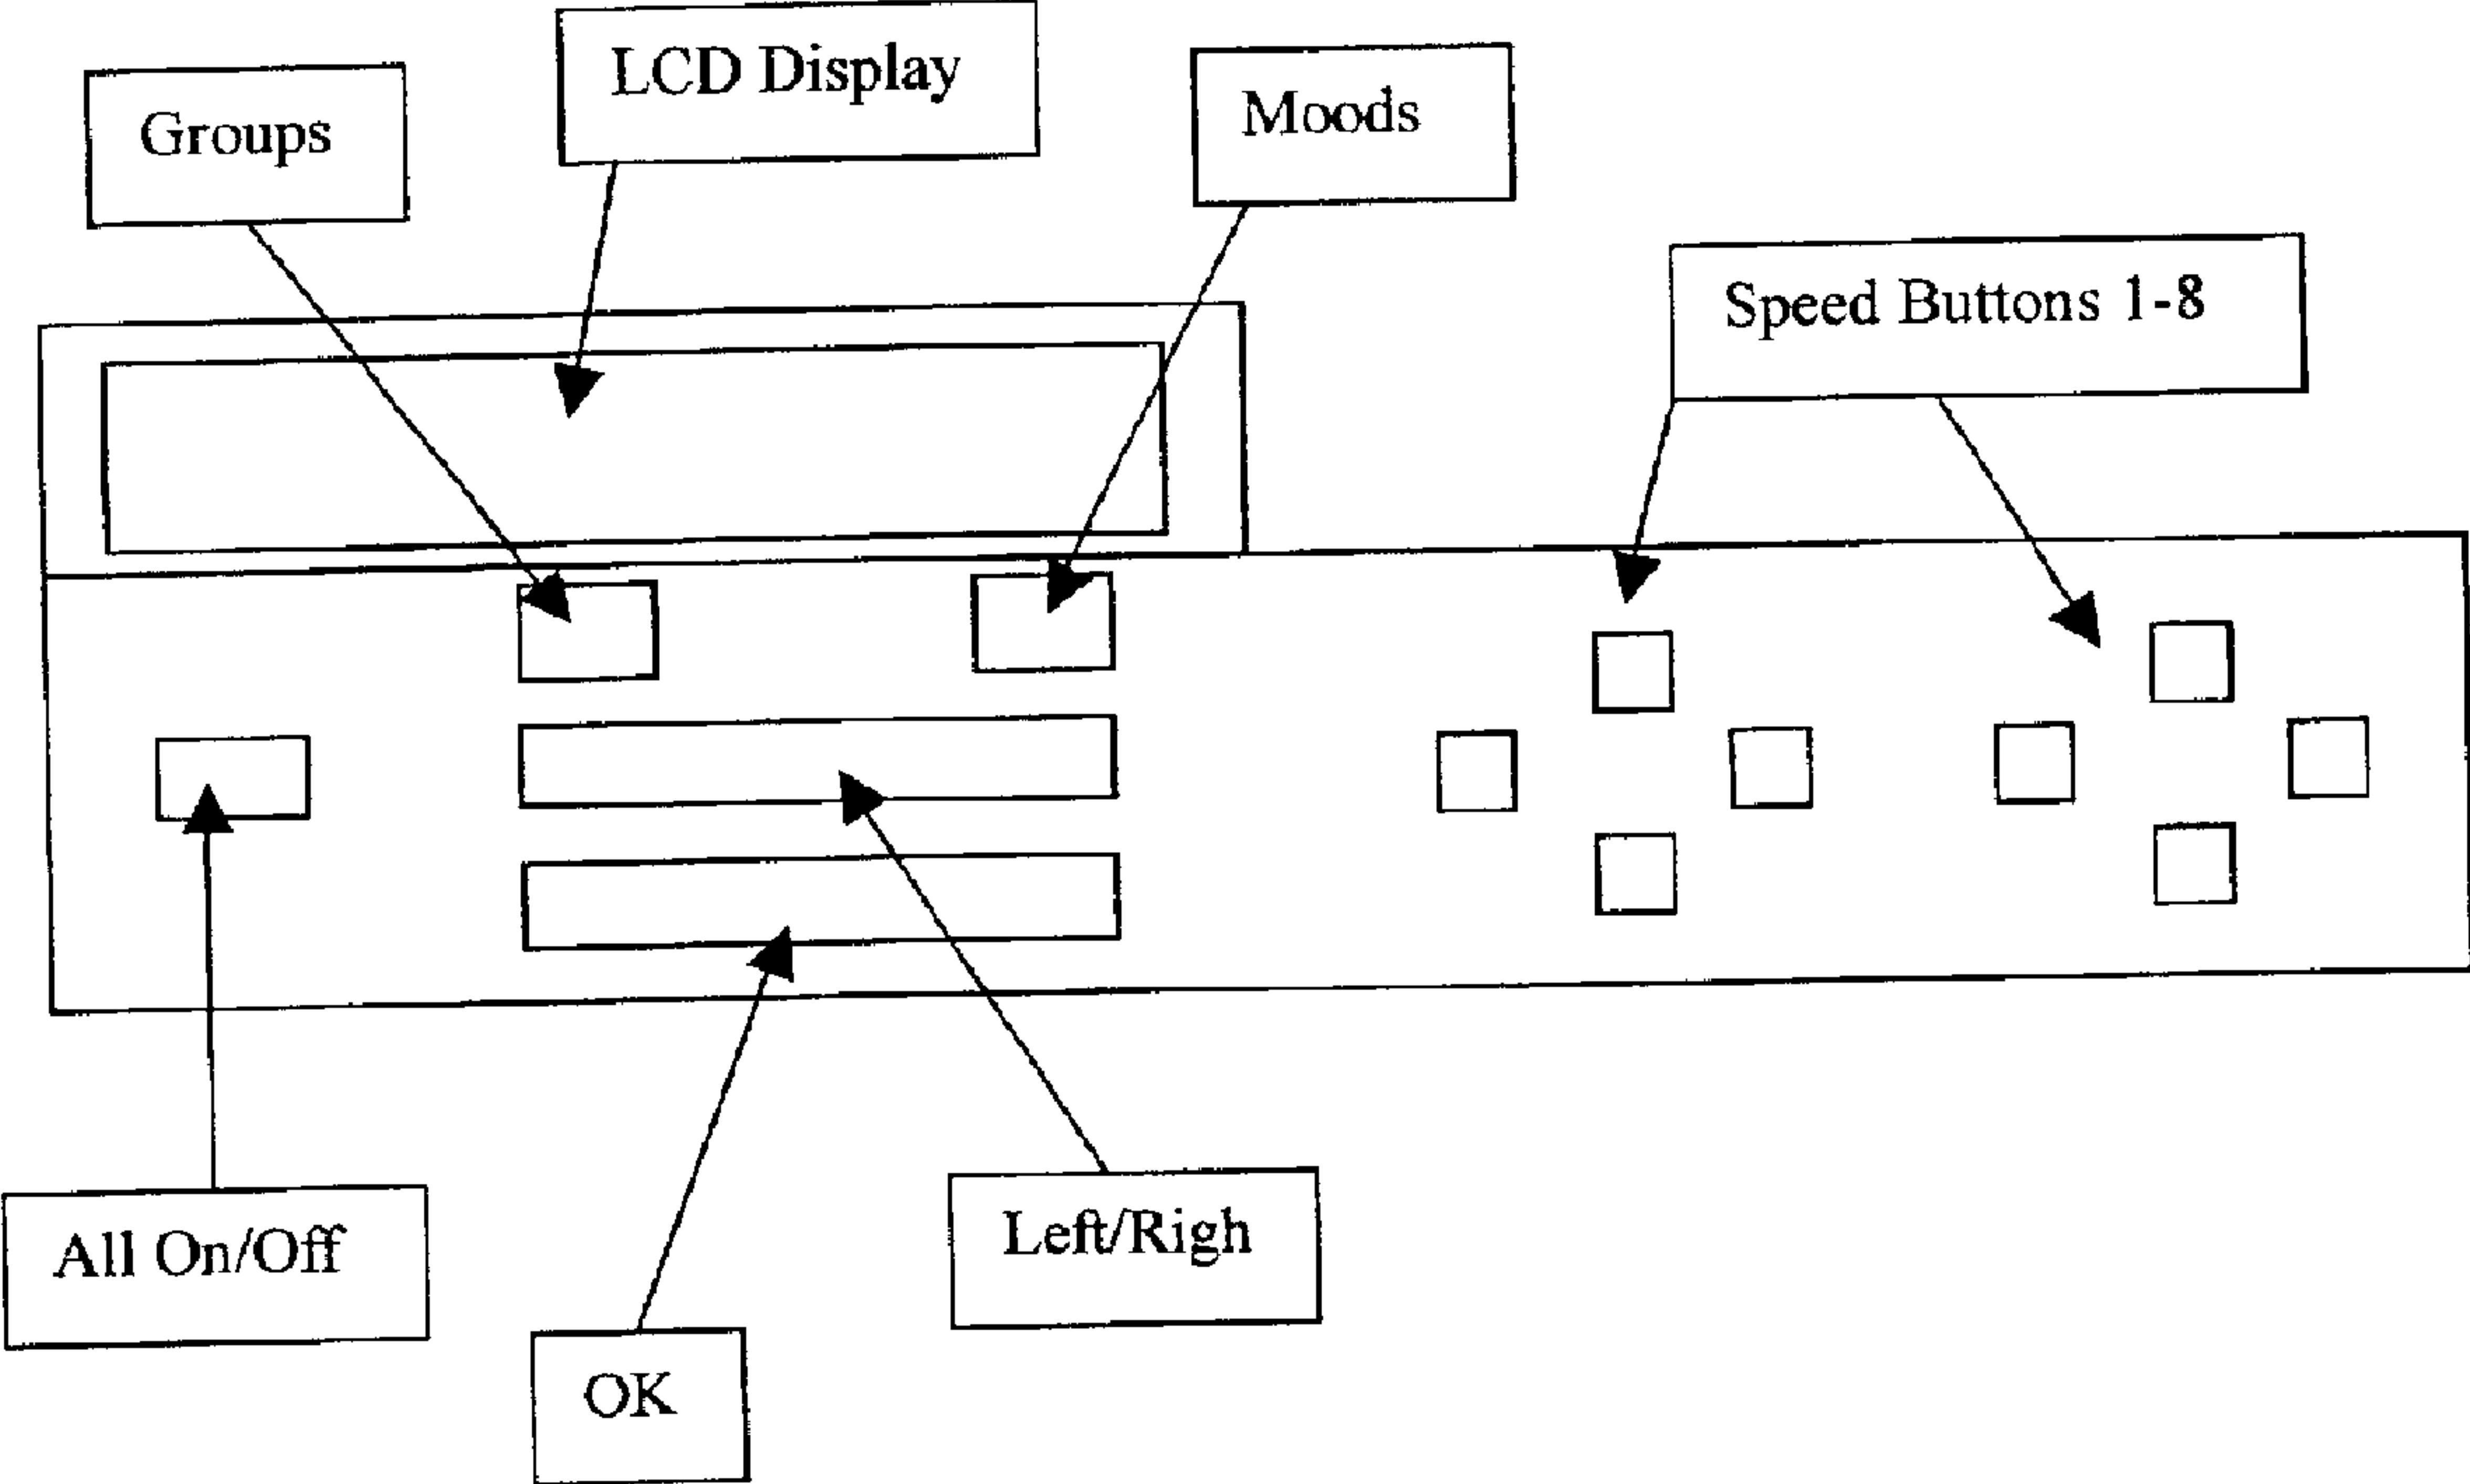 LCD Display
Groups
Moods
Speed Buttons 1-8
All On/Off
Left/Righ
OK